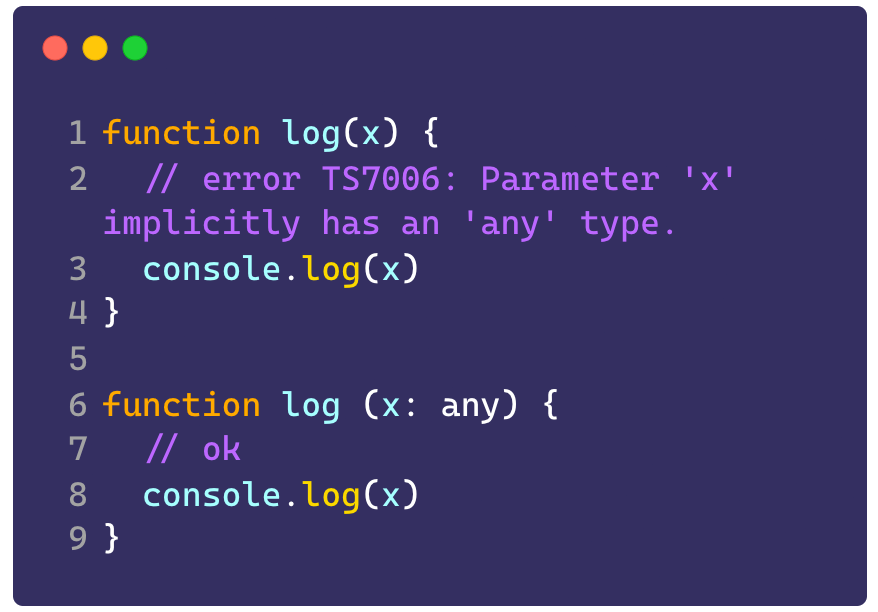 1 function log(x) {
2   // error TS7006: Parameter 'x'
implicitly has an 'any' type.
3   console.log(x)
4 }
5
6 function log (x: any) {
7   // ok
8   console.log(x)
9 }